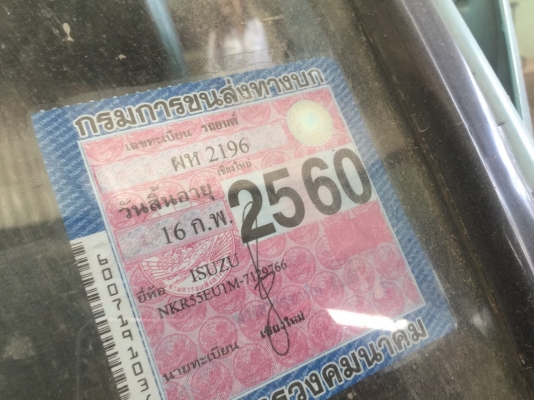 กรมการขนส่งทางบก
เลขทะเบียน รถยนต์
ผห 2196
เชียงใหม่
วันสิ้นอายุ
16 ก.พ. 2560
ยี่ห้อ ISUZU
NKR55EU1M-7129766
นายทะเบียน เชียงใหม่
กระทรวงคมนาคม